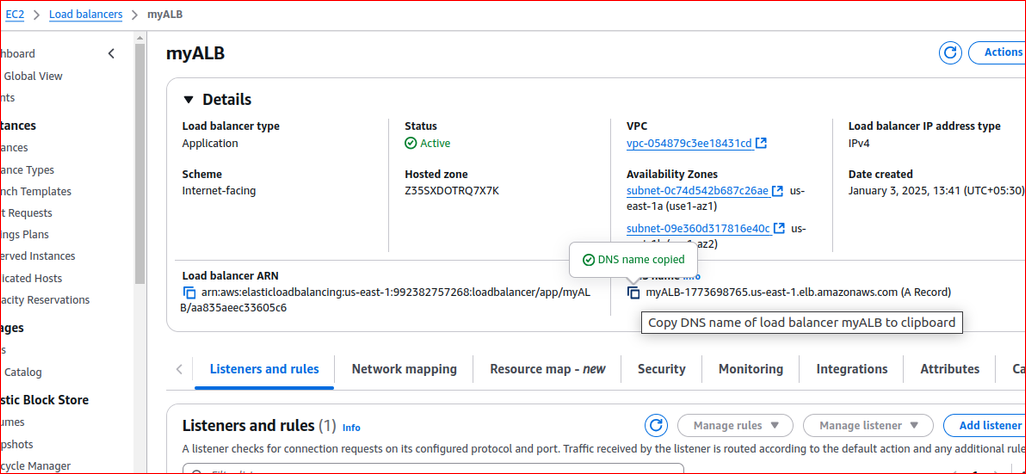 EC2 > Load balancers > myALB
myALB
Actions
hboard
Global View
nts
tances
ances
ance Types
nch Templates
t Requests
ings Plans
erved Instances
icated Hosts
acity Reservations
ages
s
Catalog
stic Block Store
umes
pshots
cycle Manager
Details
Load balancer type
Application
Status
Active
VPC
vpc-054879c3ee18431cd
Load balancer IP address type
IPv4
Scheme
Internet-facing
Hosted zone
Z35SXDOTRQ7X7K
Availability Zones
subnet-0c74d542b687c26ae us-
east-1a (use1-az1)
subnet-09e360d317816e40c us-
az2)
Date created
January 3, 2025, 13:41 (UTC+05:30)
DNS name copied
Load balancer ARN
arn:aws:elasticloadbalancing:us-east-1:992382757268:loadbalancer/app/myAL
B/aa835aeec33605c6
name Info
myALB-1773698765.us-east-1.elb.amazonaws.com (A Record)
Copy DNS name of load balancer myALB to clipboard
Listeners and rules
Network mapping
Resource map - new
Security
Monitoring
Integrations
Attributes
Ca
Listeners and rules (1) Info
Manage rules
Manage listener
Add listener
A listener checks for connection requests on its configured protocol and port. Traffic received by the listener is routed according to the default action and any additional rule